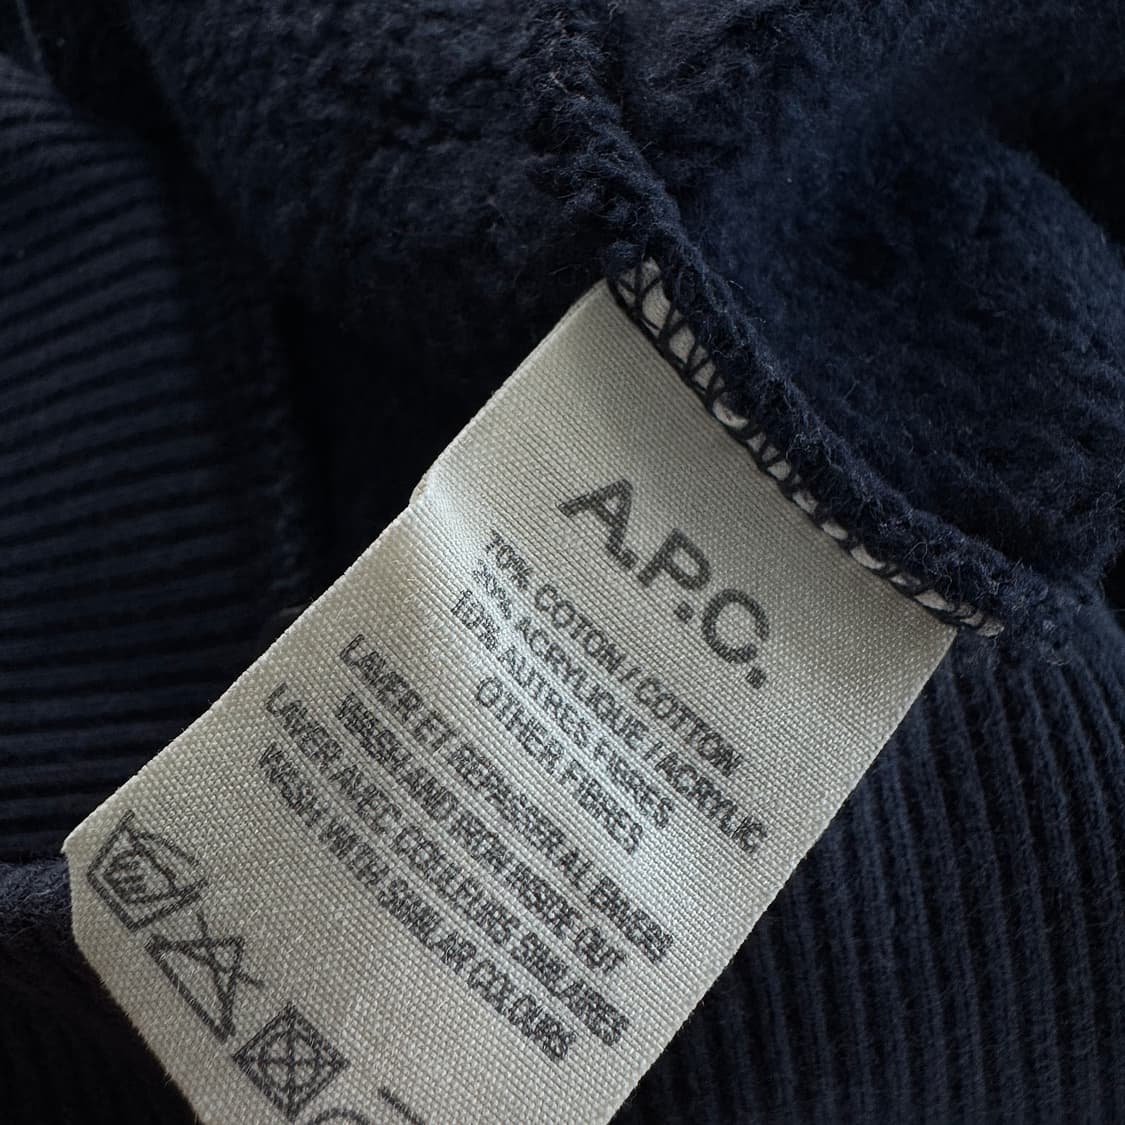 A.P.C.
70% COTON / COTTON
20% ACRYLIQUE / ACRYLIC
10% AUTRES FIBRES
OTHER FIBRES
LAVER ET REPASSER A L'ENVERS
WASH AND IRON INSIDE OUT
LAVER AVEC COULEURS SIMILAIRES
WASH WITH SIMILAR COLOURS